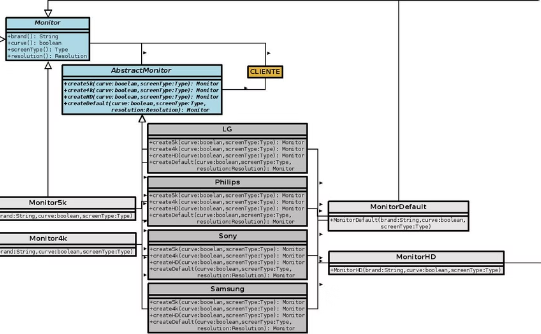 Monitor
+brand(): String
+curve(): boolean
+screenType(): Type
+resolution(): Resolution
AbstractMonitor
+create5K(curve:boolean,screenType:Type): Monitor
+create4k(curve:boolean,screenType:Type): Monitor
+createHD(curve:boolean,screenType:Type): Monitor
+createDefault(curve:boolean,screenType:Type,
resolution:Resolution): Monitor
CLIENTE
LG
+create5k(curve:boolean,screenType:Type): Monitor
+create4k(curve:boolean,screenType:Type): Monitor
+createHD(curve:boolean,screenType:Type): Monitor
+createDefault(curve:boolean,screenType:Type,
resolution:Resolution): Monitor
Philips
+create5k(curve:boolean,screenType:Type): Monitor
+create4k(curve:boolean,screenType:Type): Monitor
+createHD(curve:boolean,screenType:Type): Monitor
+createDefault(curve:boolean,screenType:Type,
resolution:Resolution): Monitor
Monitor5k
brand:String,curve:boolean,screenType:Type)
MonitorDefault
+MonitorDefault(brand:String,curve:boolean,
screenType:Type)
Sony
+create5k(curve:boolean,screenType:Type): Monitor
+create4k(curve:boolean,screenType:Type): Monitor
+createHD(curve:boolean,screenType:Type): Monitor
+createDefault(curve:boolean,screenType:Type,
resolution:Resolution): Monitor
Monitor4k
brand:String,curve:boolean,screenType:Type)
MonitorHD
+MonitorHD(brand:String,curve:boolean,screenType:Type)
Samsung
+create5k(curve:boolean,screenType:Type): Monitor
+create4k(curve:boolean,screenType:Type): Monitor
+createHD(curve:boolean,screenType:Type): Monitor
+createDefault(curve:boolean,screenType:Type,
resolution:Resolution): Monitor